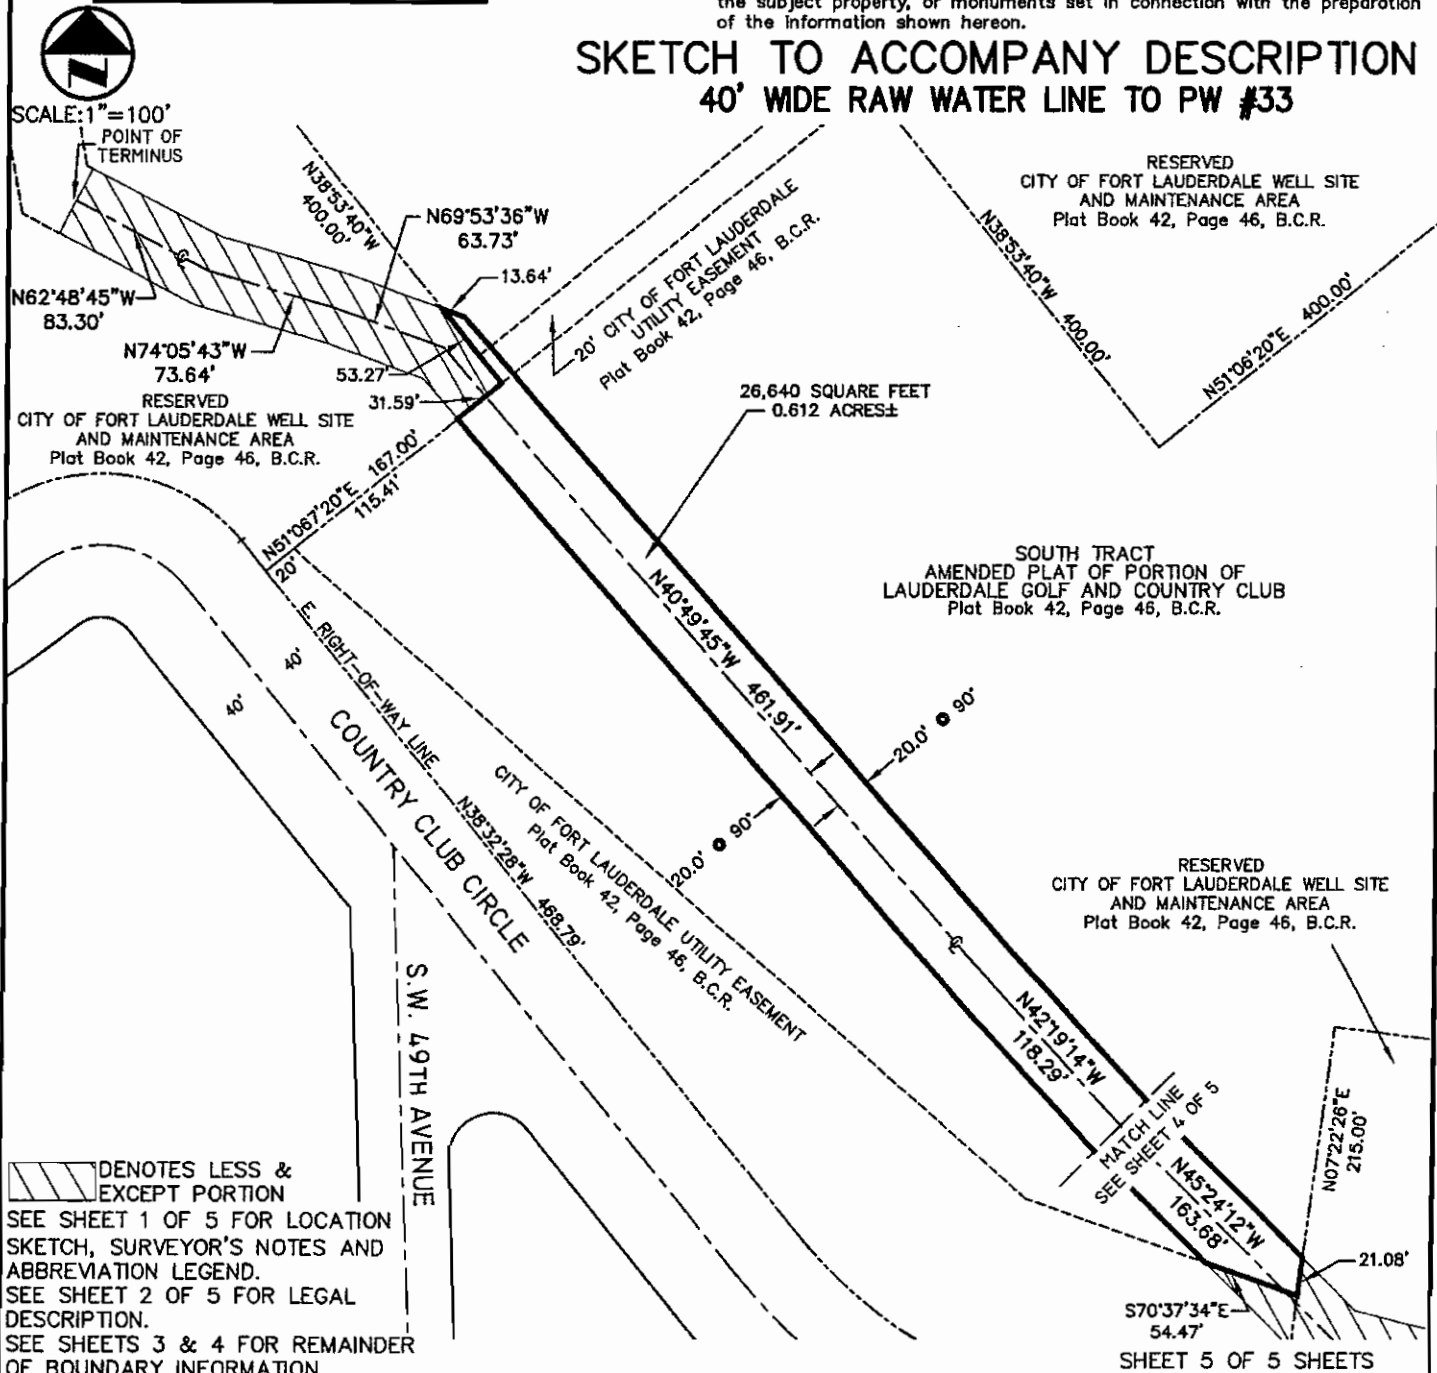 the subject property, or monuments set in connection with the preparation
of the information shown hereon.
SKETCH TO ACCOMPANY DESCRIPTION
40' WIDE RAW WATER LINE TO PW #33
N
SCALE:1"=100'
POINT OF
TERMINUS
N38°53'40"W
400.00'
N69°53'36"W
63.73'
13.64'
20' CITY OF FORT LAUDERDALE
UTILITY EASEMENT
Plat Book 42, Page 46, B.C.R.
RESERVED
CITY OF FORT LAUDERDALE WELL SITE
AND MAINTENANCE AREA
Plat Book 42, Page 46, B.C.R.
N38°53'40"W
400.00'
N51°06'20"E 400.00'
N62°48'45"W
83.30'
N74°05'43"W
73.64'
53.27'
31.59'
RESERVED
CITY OF FORT LAUDERDALE WELL SITE
AND MAINTENANCE AREA
Plat Book 42, Page 46, B.C.R.
26,640 SQUARE FEET
0.612 ACRES±
N51°067'20"E 167.00'
115.41'
20'
SOUTH TRACT
AMENDED PLAT OF PORTION OF
LAUDERDALE GOLF AND COUNTRY CLUB
Plat Book 42, Page 46, B.C.R.
N40°49'45"W 461.91'
E. RIGHT-OF-WAY LINE
40'
40'
COUNTRY CLUB CIRCLE
N38°32'28"W 468.79'
20.0' @ 90°
20.0' @ 90°
CITY OF FORT LAUDERDALE UTILITY EASEMENT
Plat Book 42, Page 46, B.C.R.
RESERVED
CITY OF FORT LAUDERDALE WELL SITE
AND MAINTENANCE AREA
Plat Book 42, Page 46, B.C.R.
S.W. 49TH AVENUE
N42°19'14"W
118.29'
MATCH LINE
SEE SHEET 4 OF 5
N07°22'26"E
215.00'
N45°24'12"W
163.68'
21.08'
S70°37'34"E
54.47'
DENOTES LESS &
EXCEPT PORTION
SEE SHEET 1 OF 5 FOR LOCATION
SKETCH, SURVEYOR'S NOTES AND
ABBREVIATION LEGEND.
SEE SHEET 2 OF 5 FOR LEGAL
DESCRIPTION.
SEE SHEETS 3 & 4 FOR REMAINDER
OF BOUNDARY INFORMATION
SHEET 5 OF 5 SHEETS